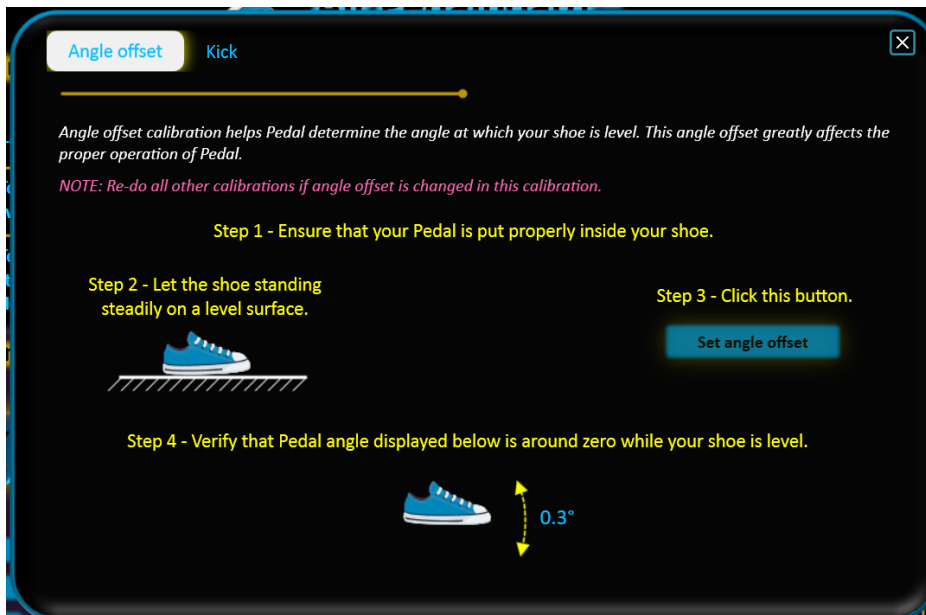 Angle offset
Kick
Angle offset calibration helps Pedal determine the angle at which your shoe is level. This angle offset greatly affects the
proper operation of Pedal.
NOTE: Re-do all other calibrations if angle offset is changed in this calibration.
Step 1 - Ensure that your Pedal is put properly inside your shoe.
Step 2 - Let the shoe standing
steadily on a level surface.
Step 3 - Click this button.
Set angle offset
Step 4 - Verify that Pedal angle displayed below is around zero while your shoe is level.
0.3°